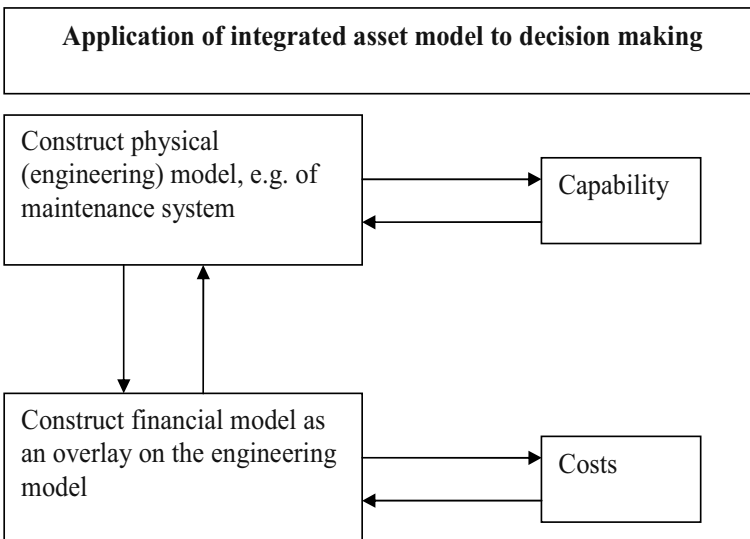 Application of integrated asset model to decision making
Construct physical
(engineering) model, e.g. of
maintenance system
Capability
Construct financial model as
an overlay on the engineering
model
Costs